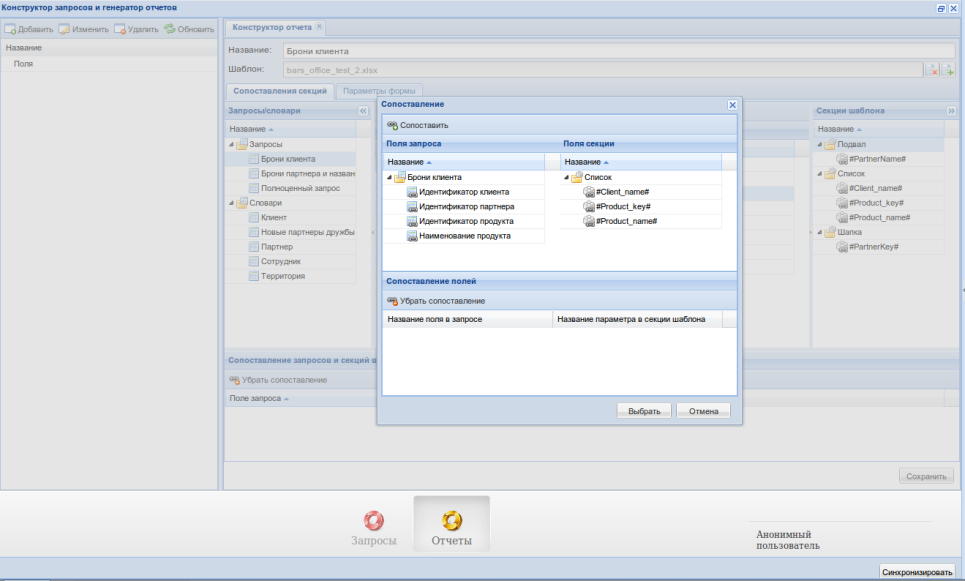 Конструктор запросов и генератор отчетов
Добавить Изменить Удалить Обновить
Название
Поля
Конструктор отчета
Название: Брони клиента
Шаблон: bars_office_test_2.xlsx
Сопоставления секций Параметры формы
Запросы/словари
Название
Запросы
Брони клиента
Брони партнера и назван
Полноценный запрос
Словари
Клиент
Новые партнеры дружбы
Партнер
Сотрудник
Территория
Сопоставление
Сопоставить
Поля запроса Поля секции
Название Название
Брони клиента Список
Идентификатор клиента #Client_name#
Идентификатор партнера #Product_key#
Идентификатор продукта #Product_name#
Наименование продукта
Сопоставление полей
Убрать сопоставление
Название поля в запросе Название параметра в секции шаблона
Выбрать Отмена
Секции шаблона
Название
Подвал
#PartnerName#
Список
#Client_name#
#Product_key#
#Product_name#
Шапка
#PartnerKey#
Сопоставление запросов и секций
Убрать сопоставление
Поле запроса
Сохранить
Запросы Отчеты
Анонимный
пользователь
Синхронизировать